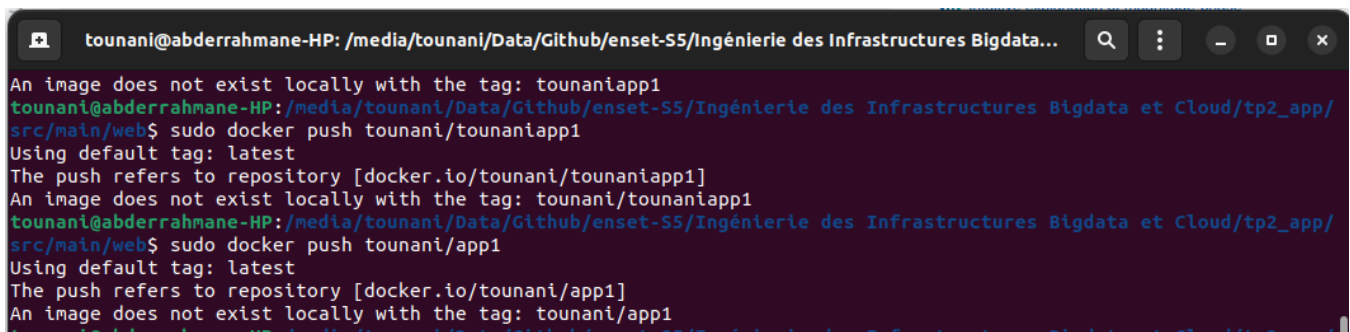 tounani@abderrahmane-HP: /media/tounani/Data/Github/enset-S5/Ingénierie des Infrastructures Bigdata...
An image does not exist locally with the tag: tounaniapp1
tounani@abderrahmane-HP:/media/tounani/Data/Github/enset-S5/Ingénierie des Infrastructures Bigdata et Cloud/tp2_app/
src/main/web$ sudo docker push tounani/tounaniapp1
Using default tag: latest
The push refers to repository [docker.io/tounani/tounaniapp1]
An image does not exist locally with the tag: tounani/tounaniapp1
tounani@abderrahmane-HP:/media/tounani/Data/Github/enset-S5/Ingénierie des Infrastructures Bigdata et Cloud/tp2_app/
src/main/web$ sudo docker push tounani/app1
Using default tag: latest
The push refers to repository [docker.io/tounani/app1]
An image does not exist locally with the tag: tounani/app1